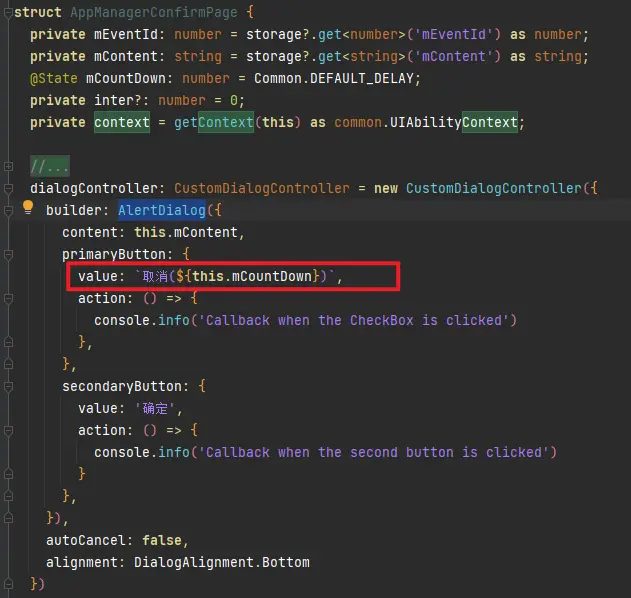 struct AppManagerConfirmPage {
private mEventId: number = storage?.get<number>('mEventId') as number;
private mContent: string = storage?.get<string>('mContent') as string;
@State mCountDown: number = Common.DEFAULT_DELAY;
private inter?: number = 0;
private context = getContext(this) as common.UIAbilityContext;
//...
dialogController: CustomDialogController = new CustomDialogController({
builder: AlertDialog({
content: this.mContent,
primaryButton: {
value: `取消(${this.mCountDown})`,
action: () => {
console.info('Callback when the CheckBox is clicked')
},
},
secondaryButton: {
value: '确定',
action: () => {
console.info('Callback when the second button is clicked')
}
},
}),
autoCancel: false,
alignment: DialogAlignment.Bottom
})